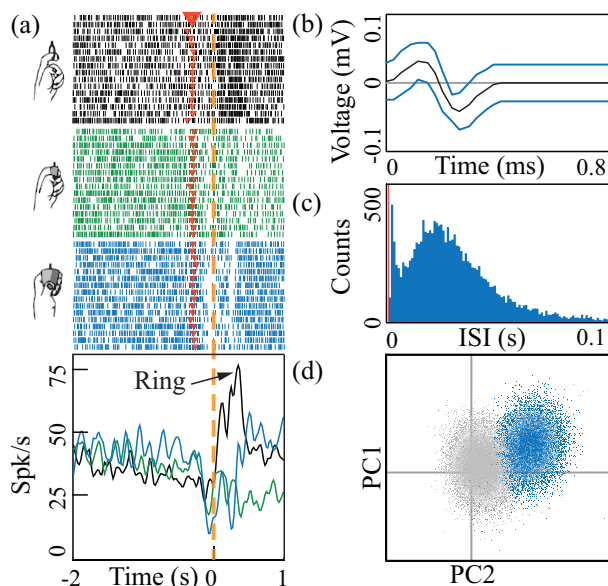 (a)
(b)
0.1
0
-0.1
Voltage (mV)
0
Time (ms)
0.8
(c)
500
0
Counts
ISI (s)
0.1
75
50
25
0
Spk/s
Ring
-2
Time (s)
0
1
(d)
PC1
PC2